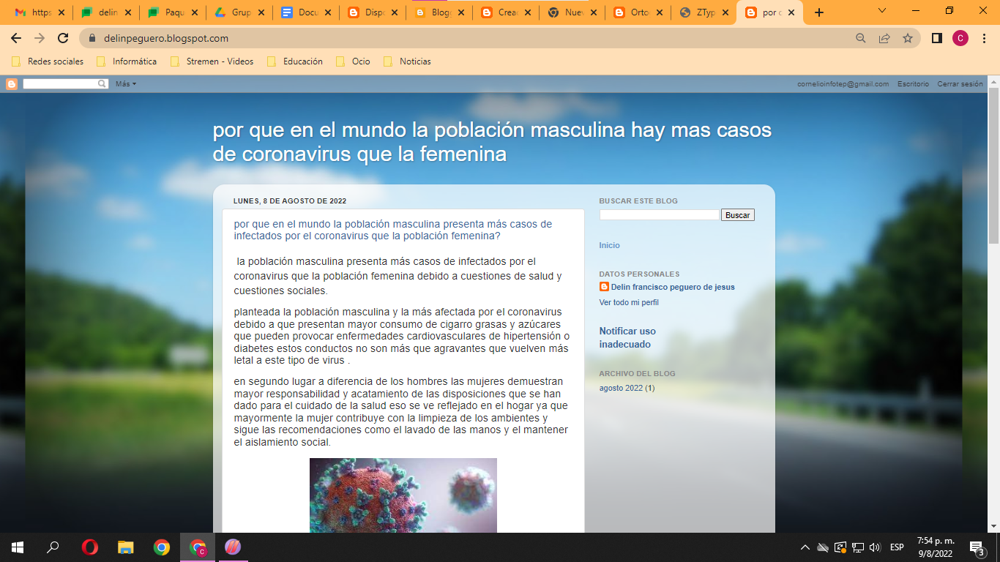 https
delin
Paqu
Grup
Docu
Dispo
Blogg
Creac
Nuev
Ortog
ZTyp
por c
delinpeguero.blogspot.com
C
Redes sociales
Informática
Stremen - Videos
Educación
Ocio
Noticias
Más
cornelioinfotep@gmail.com
Escritorio
Cerrar sesión
por que en el mundo la población masculina hay mas casos
de coronavirus que la femenina
LUNES, 8 DE AGOSTO DE 2022
por que en el mundo la población masculina presenta más casos de
infectados por el coronavirus que la población femenina?
la población masculina presenta más casos de infectados por el
coronavirus que la población femenina debido a cuestiones de salud y
cuestiones sociales.
planteada la población masculina y la más afectada por el coronavirus
debido a que presentan mayor consumo de cigarro grasas y azúcares
que pueden provocar enfermedades cardiovasculares de hipertensión o
diabetes estos conductos no son más que agravantes que vuelven más
letal a este tipo de virus .
en segundo lugar a diferencia de los hombres las mujeres demuestran
mayor responsabilidad y acatamiento de las disposiciones que se han
dado para el cuidado de la salud eso se ve reflejado en el hogar ya que
mayormente la mujer contribuye con la limpieza de los ambientes y
sigue las recomendaciones como el lavado de las manos y el mantener
el aislamiento social.
BUSCAR ESTE BLOG
Buscar
Inicio
DATOS PERSONALES
Delin francisco peguero de jesus
Ver todo mi perfil
Notificar uso
inadecuado
ARCHIVO DEL BLOG
agosto 2022 (1)
C
ESP
7:54 p. m.
9/8/2022
3